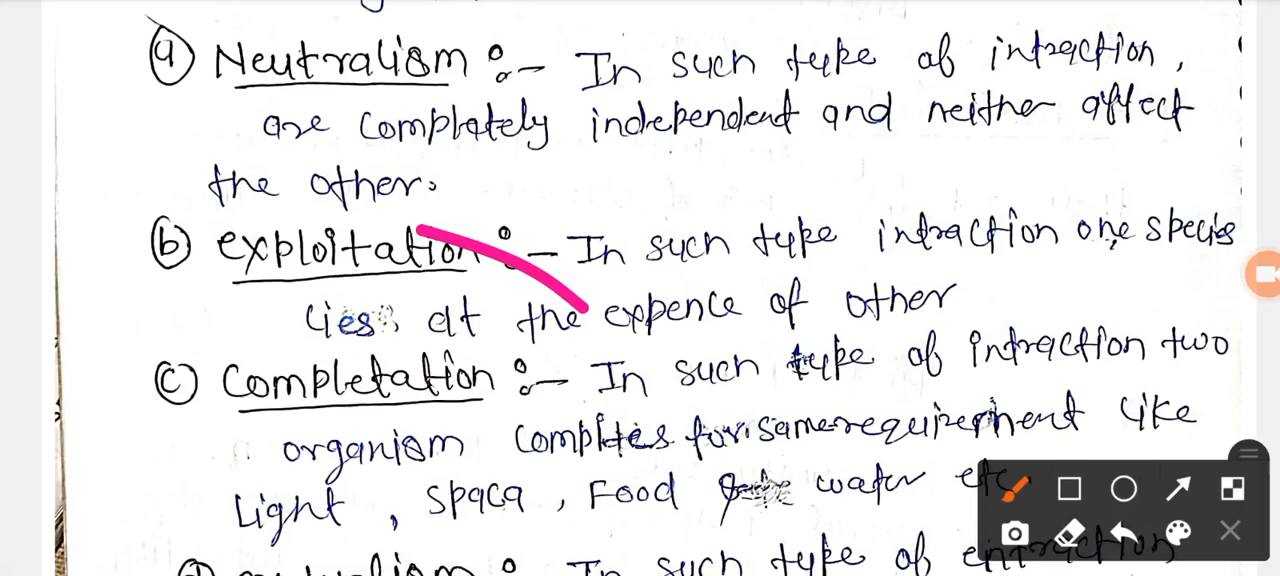 (a) Neutralism :- In such type of intraction,
are completely independent and neither affect
the other.
(b) exploitation :- In such type intraction one species
lies at the expence of other
(c) Completation :- In such type of intraction two
organism complites for same requirement like
Light, space, Food water etc
In such type of entraction